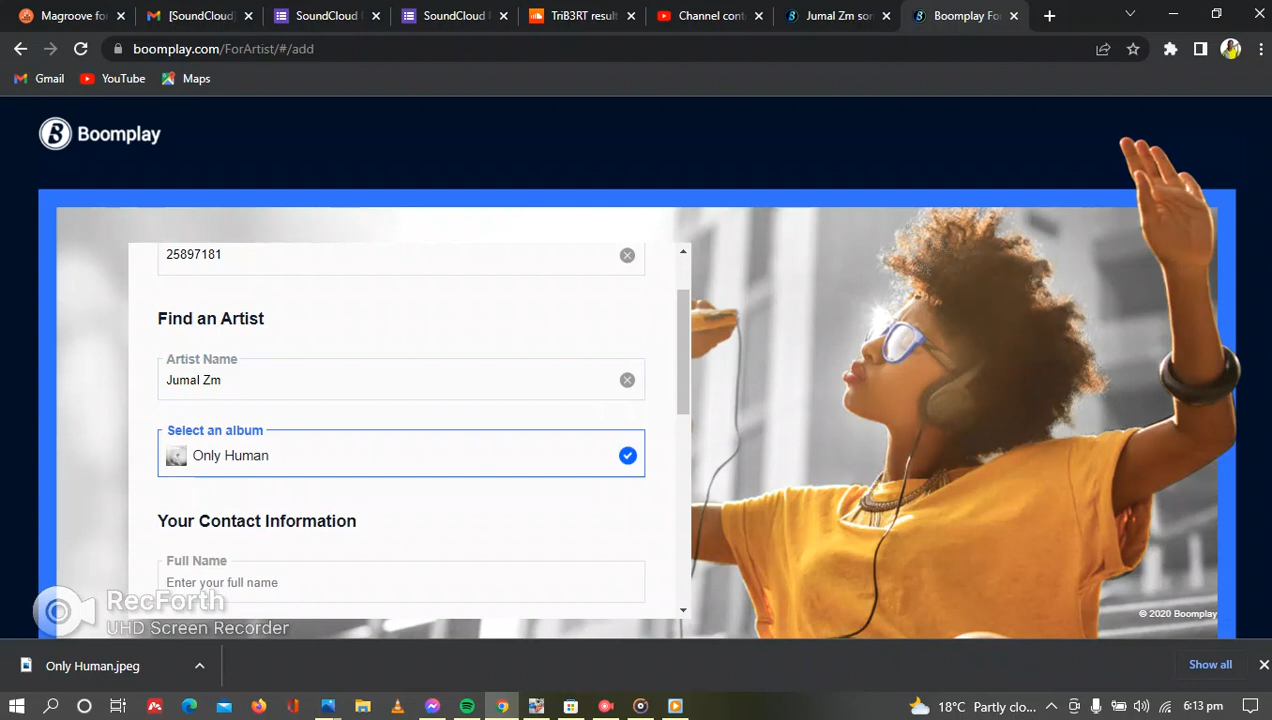 Magroove for
[SoundCloud]
SoundCloud
SoundCloud
TriB3RT result
Channel cont
Jumal Zm son
Boomplay Fo
boomplay.com/ForArtist/#/add
Gmail
YouTube
Maps
Boomplay
25897181
Find an Artist
Artist Name
Jumal Zm
Select an album
Only Human
Your Contact Information
Full Name
Enter your full name
RecForth
UHD Screen Recorder
© 2020 Boomplay
Only Human.jpeg
Show all
18°C Partly clo...
6:13 pm